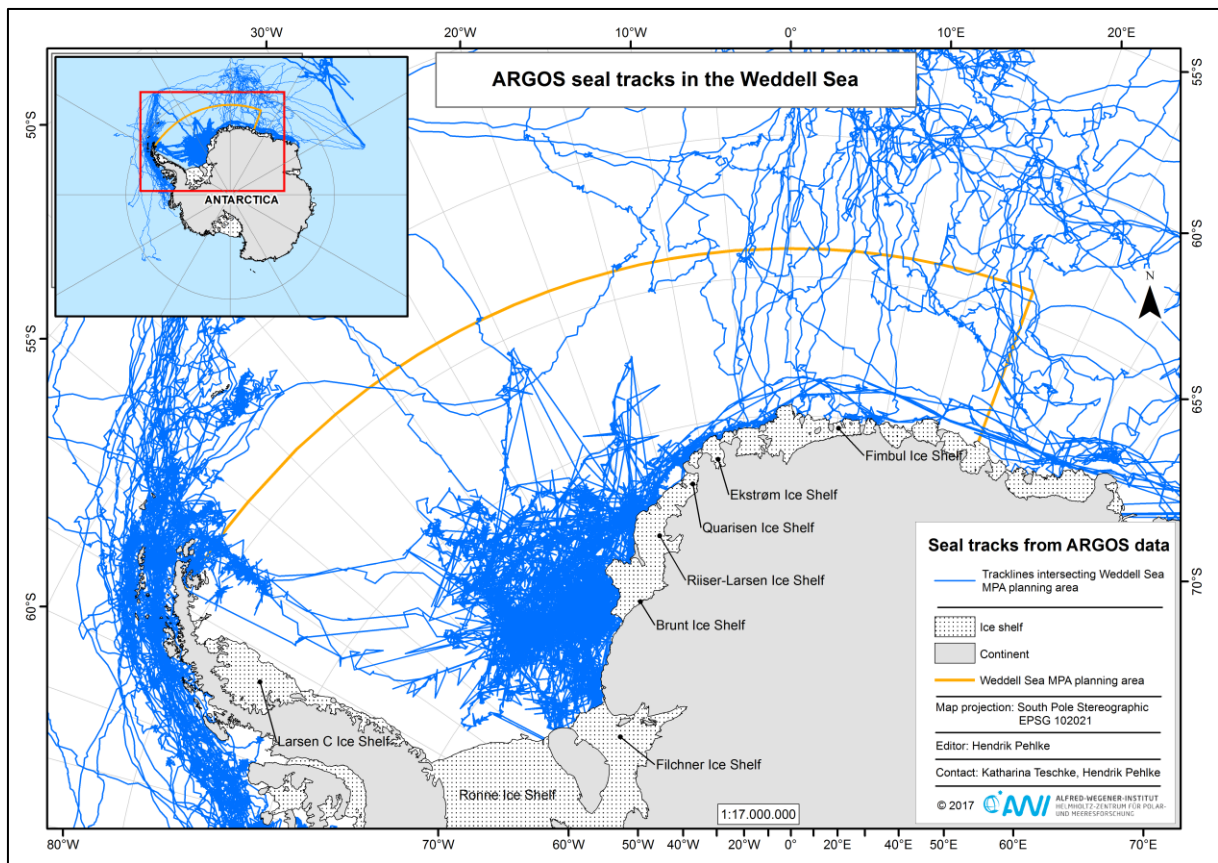 30°W
20°W
10°W
0°
10°E
20°E
ARGOS seal tracks in the Weddell Sea
ANTARCTICA
50°S
55°S
60°S
55°S
60°S
65°S
70°S
N
Fimbul Ice Shelf
Ekstrøm Ice Shelf
Quarisen Ice Shelf
Riiser-Larsen Ice Shelf
Brunt Ice Shelf
Larsen C Ice Shelf
Filchner Ice Shelf
Ronne Ice Shelf
1:17.000.000
Seal tracks from ARGOS data
Tracklines intersecting Weddell Sea
MPA planning area
Ice shelf
Continent
Weddell Sea MPA planning area
Map projection: South Pole Stereographic
EPSG 102021
Editor: Hendrik Pehlke
Contact: Katharina Teschke, Hendrik Pehlke
© 2017
AWI
ALFRED-WEGENER-INSTITUT
HELMHOLTZ-ZENTRUM FÜR POLAR-
UND MEERESFORSCHUNG
80°W
70°W
60°W
50°W
40°W
20°W
0°
20°E
30°E
40°E
50°E
60°E
70°E